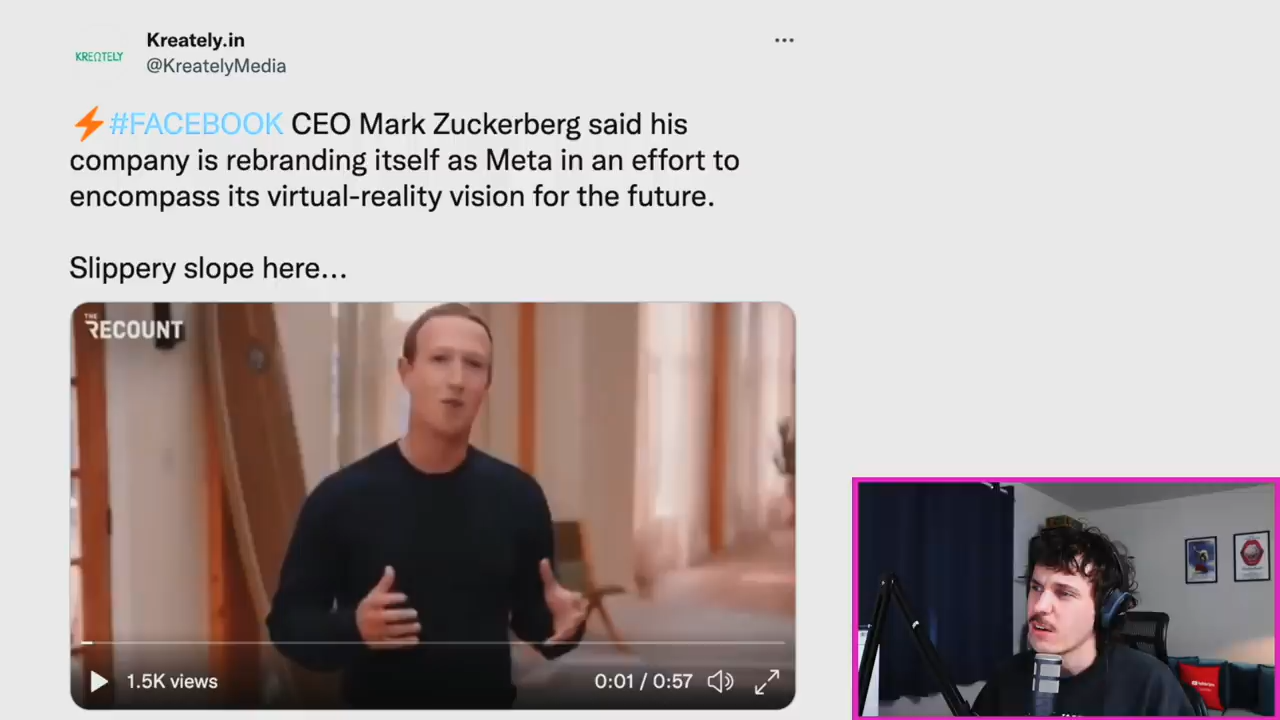 KREOTELY
Kreately.in
@KreatelyMedia
⚡#FACEBOOK CEO Mark Zuckerberg said his
company is rebranding itself as Meta in an effort to
encompass its virtual-reality vision for the future.
Slippery slope here...
THE
RECOUNT
1.5K views
0:01 / 0:57